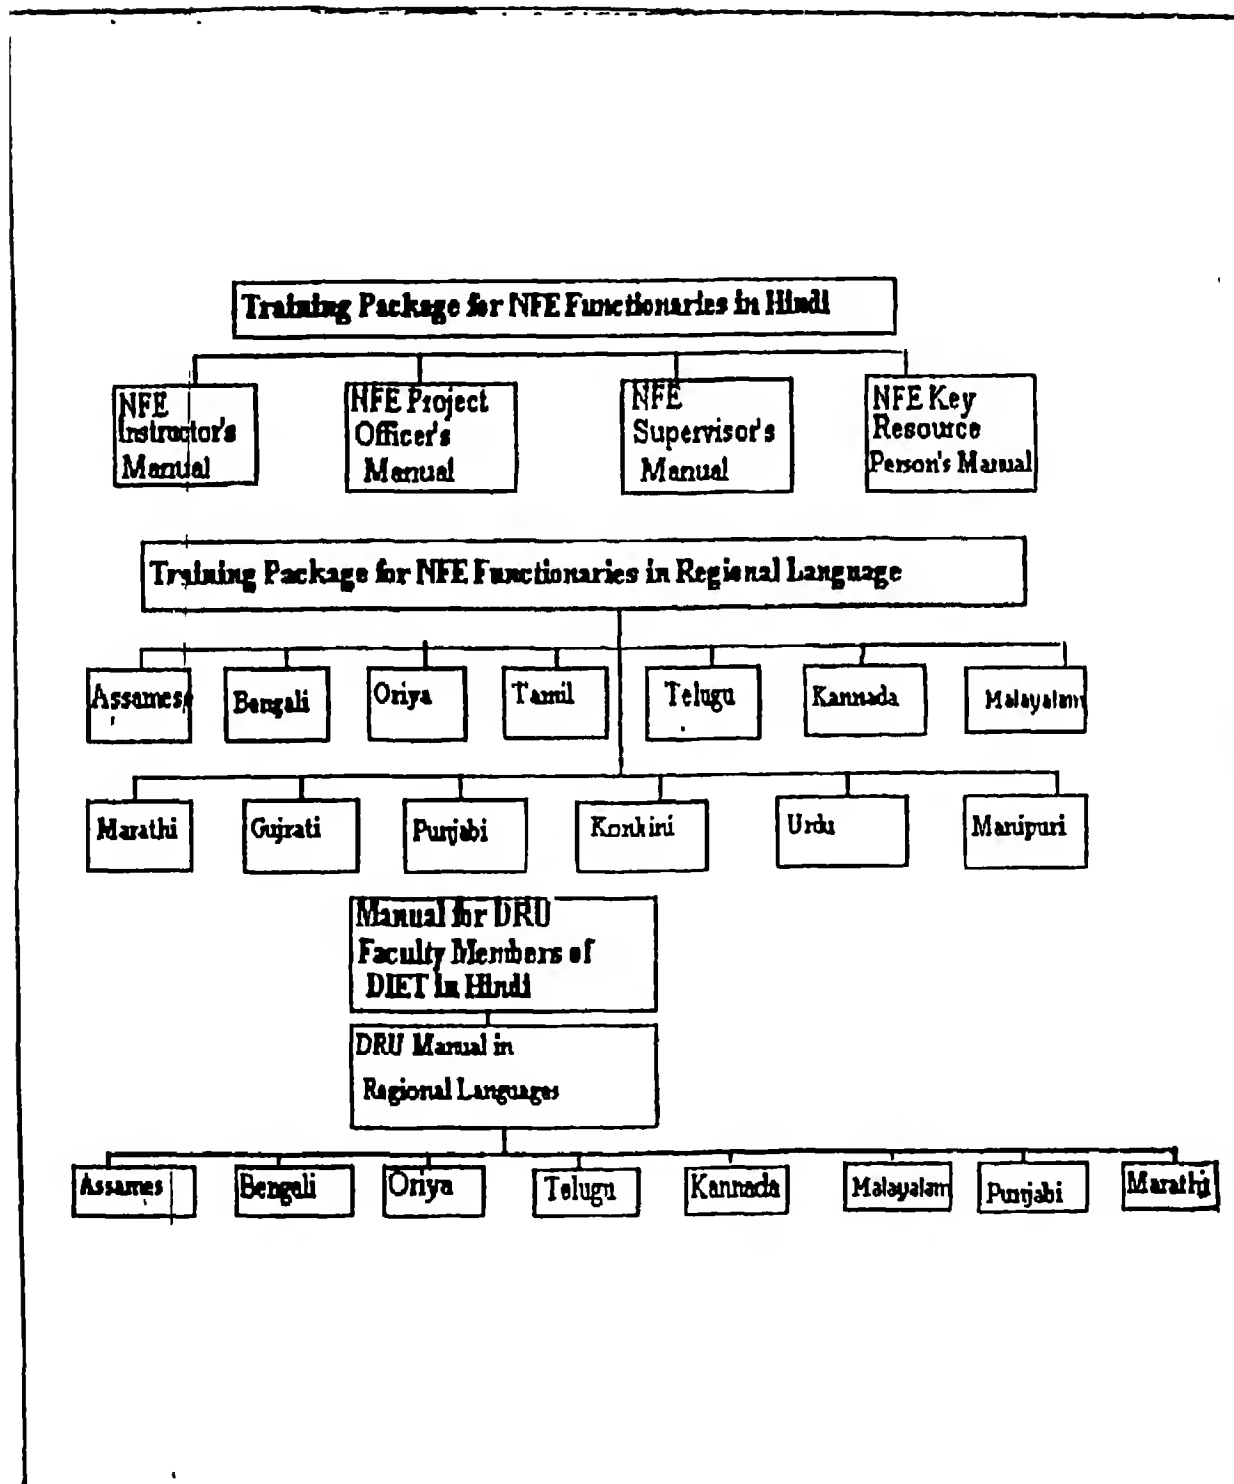 Training Package for NFE Functionaries in Hindi
NFE
Instructor's
Manual
NFE Project
Officer's
Manual
NFE
Supervisor's
Manual
NFE Key
Resource
Person's Manual
Training Package for NFE Functionaries in Regional Language
Assamese
Bengali
Oriya
Tamil
Telugu
Kannada
Malayalam
Marathi
Gujrati
Punjabi
Konkini
Urdu
Manipuri
Manual for DRU
Faculty Members of
DIET in Hindi
DRU Manual in
Regional Languages
Assames
Bengali
Oriya
Telugu
Kannada
Malayalam
Punjabi
Marathi